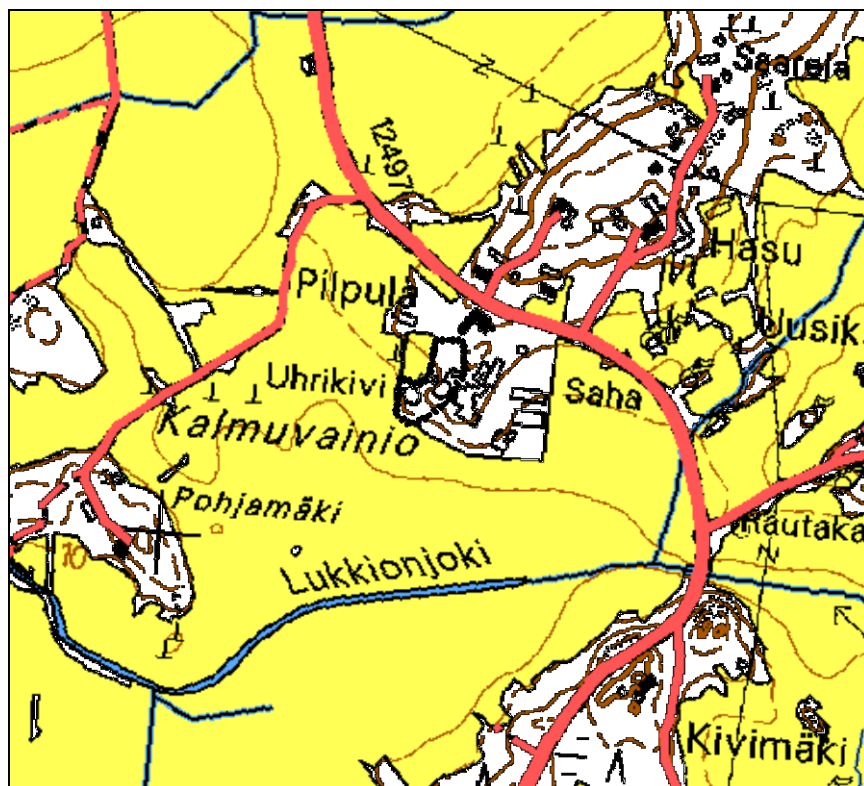 Saarela
12497
Hasu
Pilpula
Uusik.
Uhrikivi
Saha
Kalmuvainio
Pohjamäki
Rautaka
10
Lukkionjoki
Kivimäki